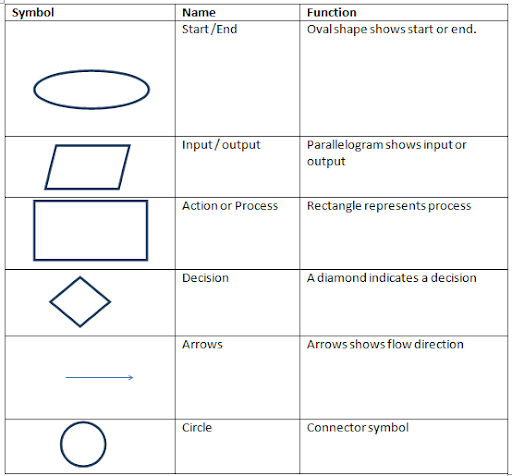 Symbol Name Function
Start/End Oval shape shows start or end.
Input / output Parallelogram shows input or
output
Action or Process Rectangle represents process
Decision A diamond indicates a decision
Arrows Arrows shows flow direction
Circle Connector symbol